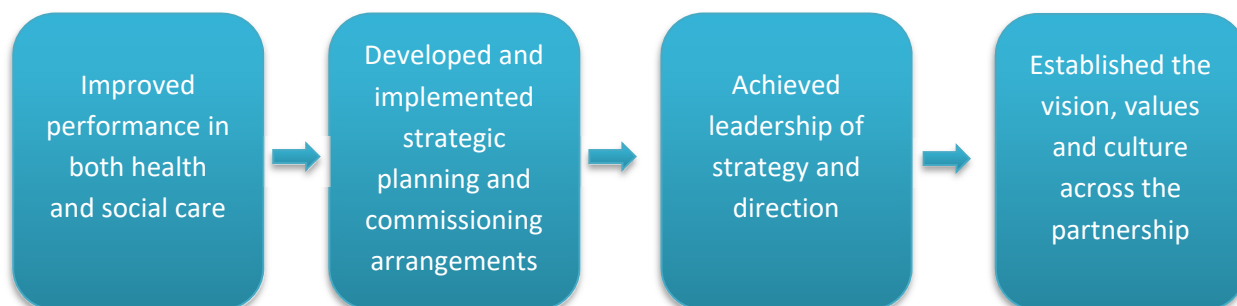 Improved
performance in
both health
and social care
Developed and
implemented
strategic
planning and
commissioning
arrangements
Achieved
leadership of
strategy and
direction
Established the
vision, values
and culture
across the
partnership